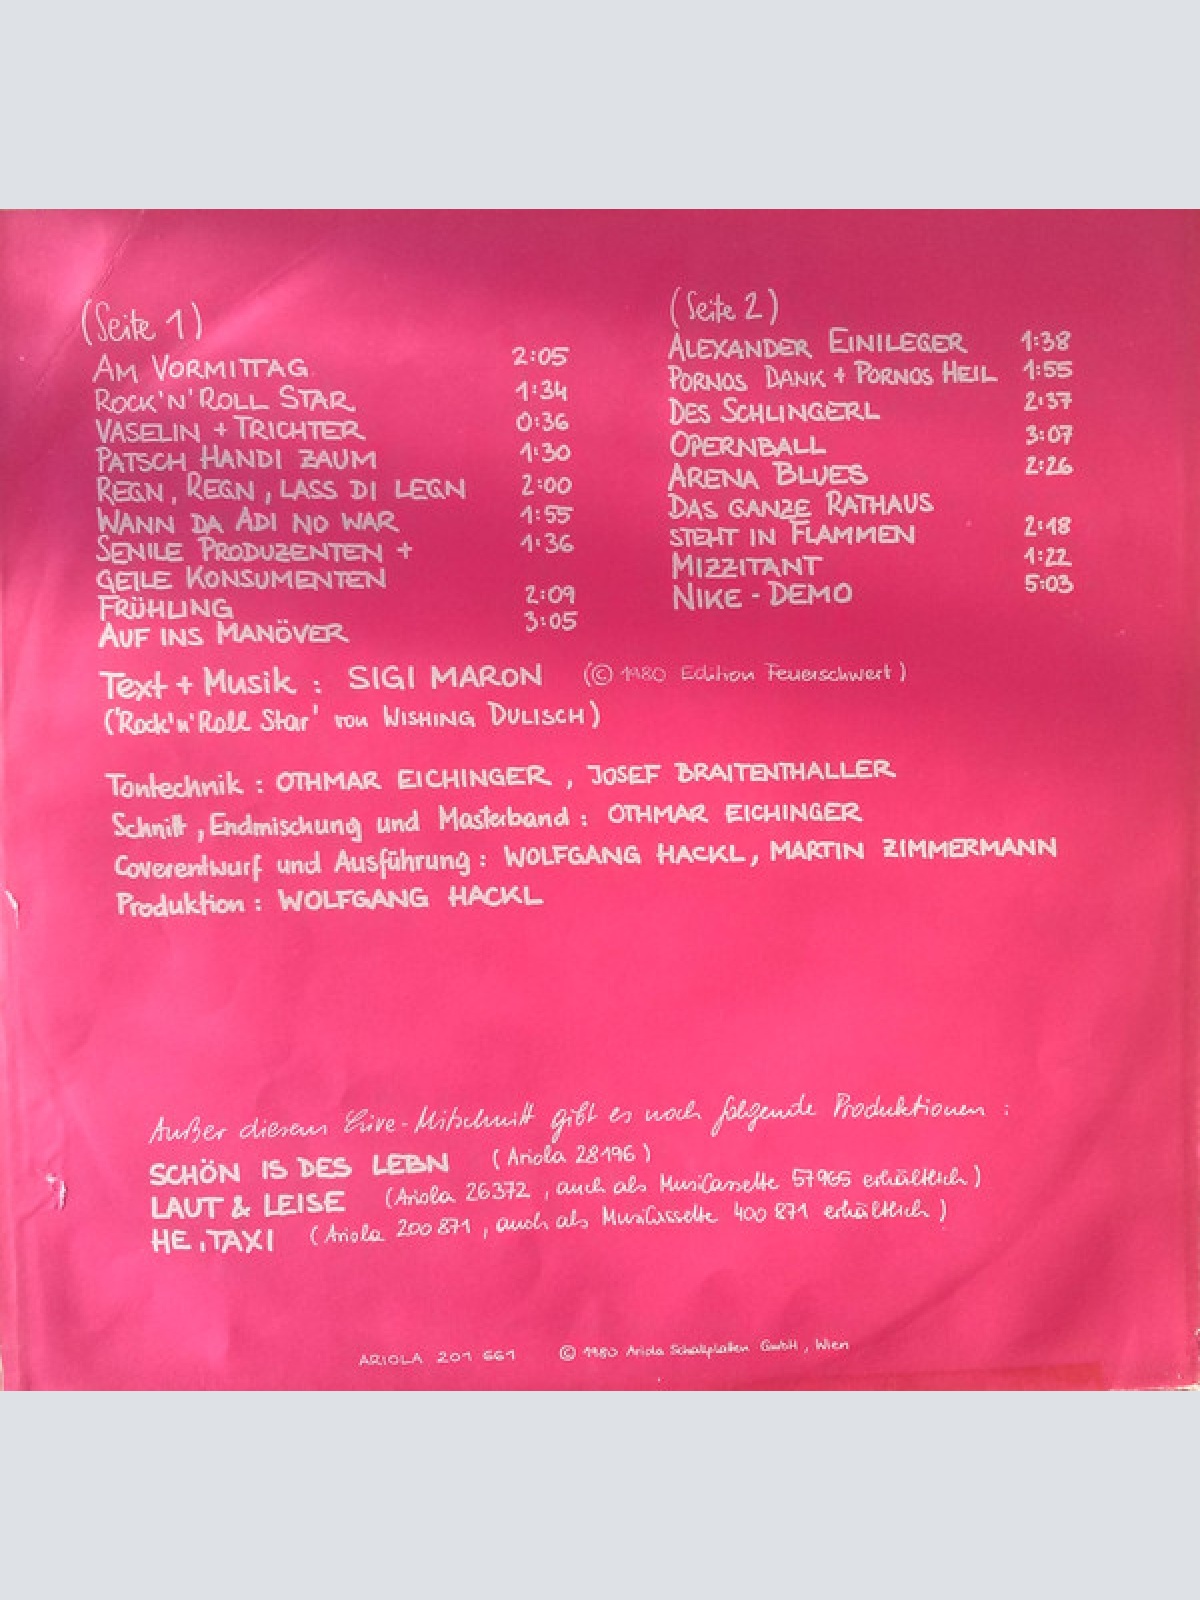 (Seite 1)
AM VORMITTAG 2:05
ROCK'N'ROLL STAR 1:34
VASELIN + TRICHTER 0:36
PATSCH HANDI ZAUM 1:30
REGN, REGN, LASS DI LEGN 2:00
WANN DA ADI NO WAR 1:55
SENILE PRODUZENTEN + 1:36
GEILE KONSUMENTEN
FRÜHLING 2:09
AUF INS MANÖVER 3:05
(Seite 2)
ALEXANDER EINILEGER 1:38
PORNOS DANK + PORNOS HEIL 1:55
DES SCHLINGERL 2:37
OPERNBALL 3:07
ARENA BLUES 2:26
DAS GANZE RATHAUS
STEHT IN FLAMMEN 2:18
MIZZITANT 1:22
NIKE - DEMO 5:03
Text + Musik : SIGI MARON (© 1980 Edition Feuerschwert)
('Rock'n'Roll Star' von WISHING DULISCH)
Tontechnik : OTHMAR EICHINGER, JOSEF BRAITENTHALLER
Schnitt, Endmischung und Masterband : OTHMAR EICHINGER
Coverentwurf und Ausführung : WOLFGANG HACKL, MARTIN ZIMMERMANN
Produktion : WOLFGANG HACKL
Außer diesem Live-Mitschnitt gibt es noch folgende Produktionen :
SCHÖN IS DES LEBN (Ariola 28196)
LAUT & LEISE (Ariola 26372, auch als MusiCassette 57965 erhältlich)
HE, TAXI (Ariola 200 871, auch als MusiCassette 400 871 erhältlich)
ARIOLA 201 661 © 1980 Ariola Schallplatten GmbH, Wien